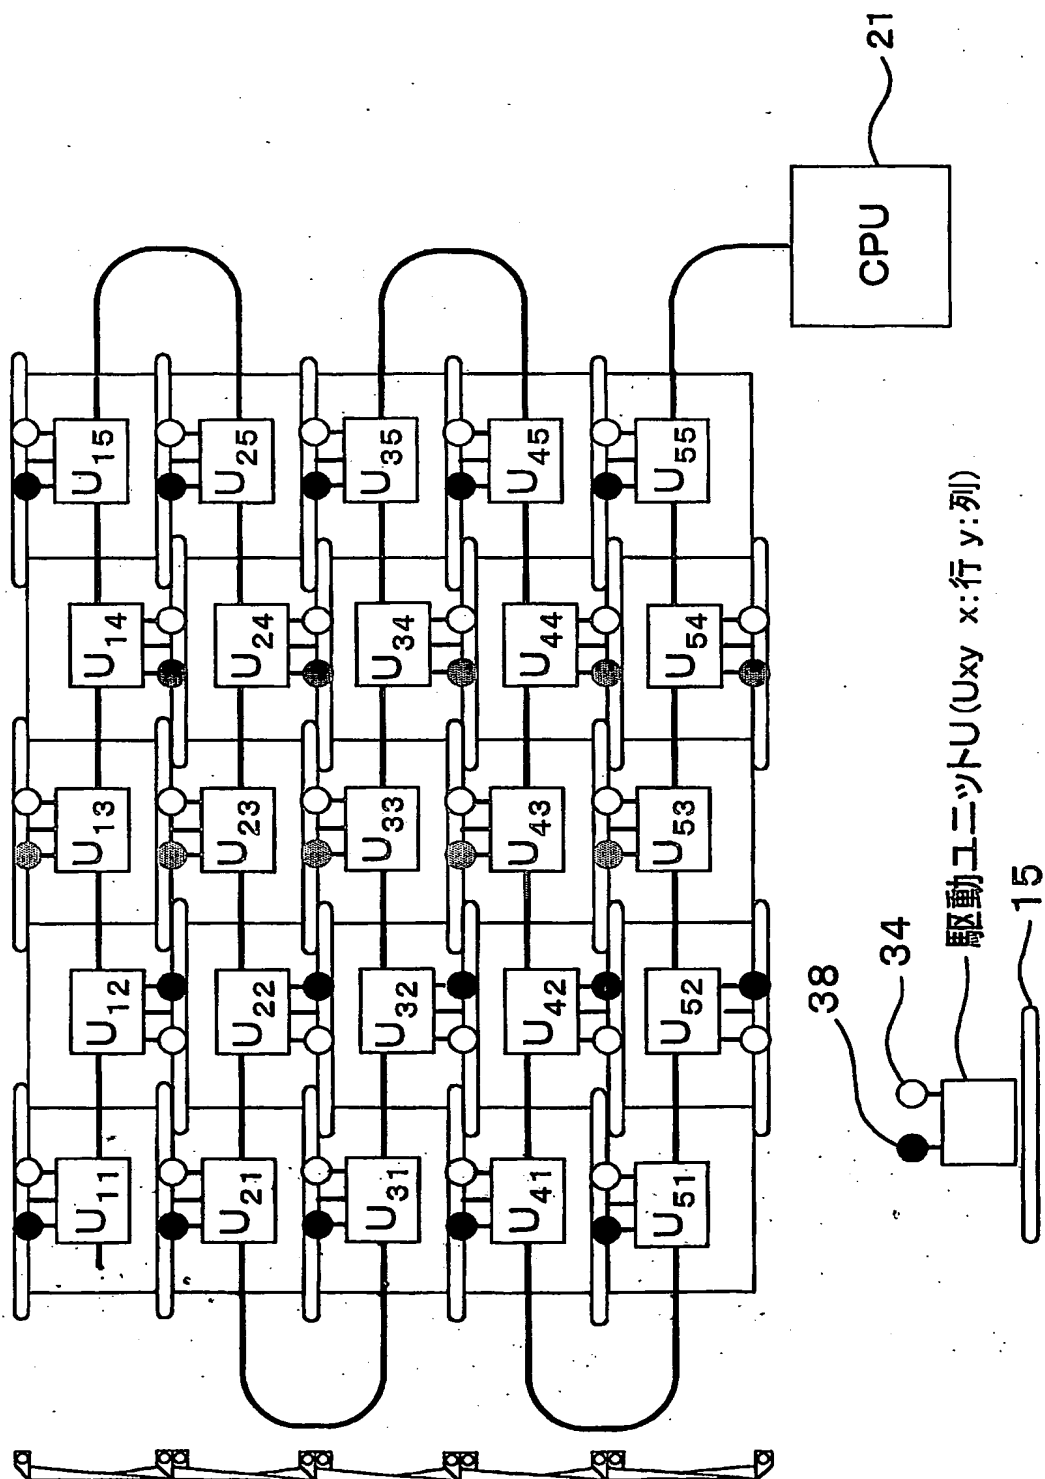 U11 U12 U13 U14 U15
U21 U22 U23 U24 U25
U31 U32 U33 U34 U35
U41 U42 U43 U44 U45
U51 U52 U53 U54 U55
CPU
21
38
34
駆動ユニットU(Uxy x:行 y:列)
15